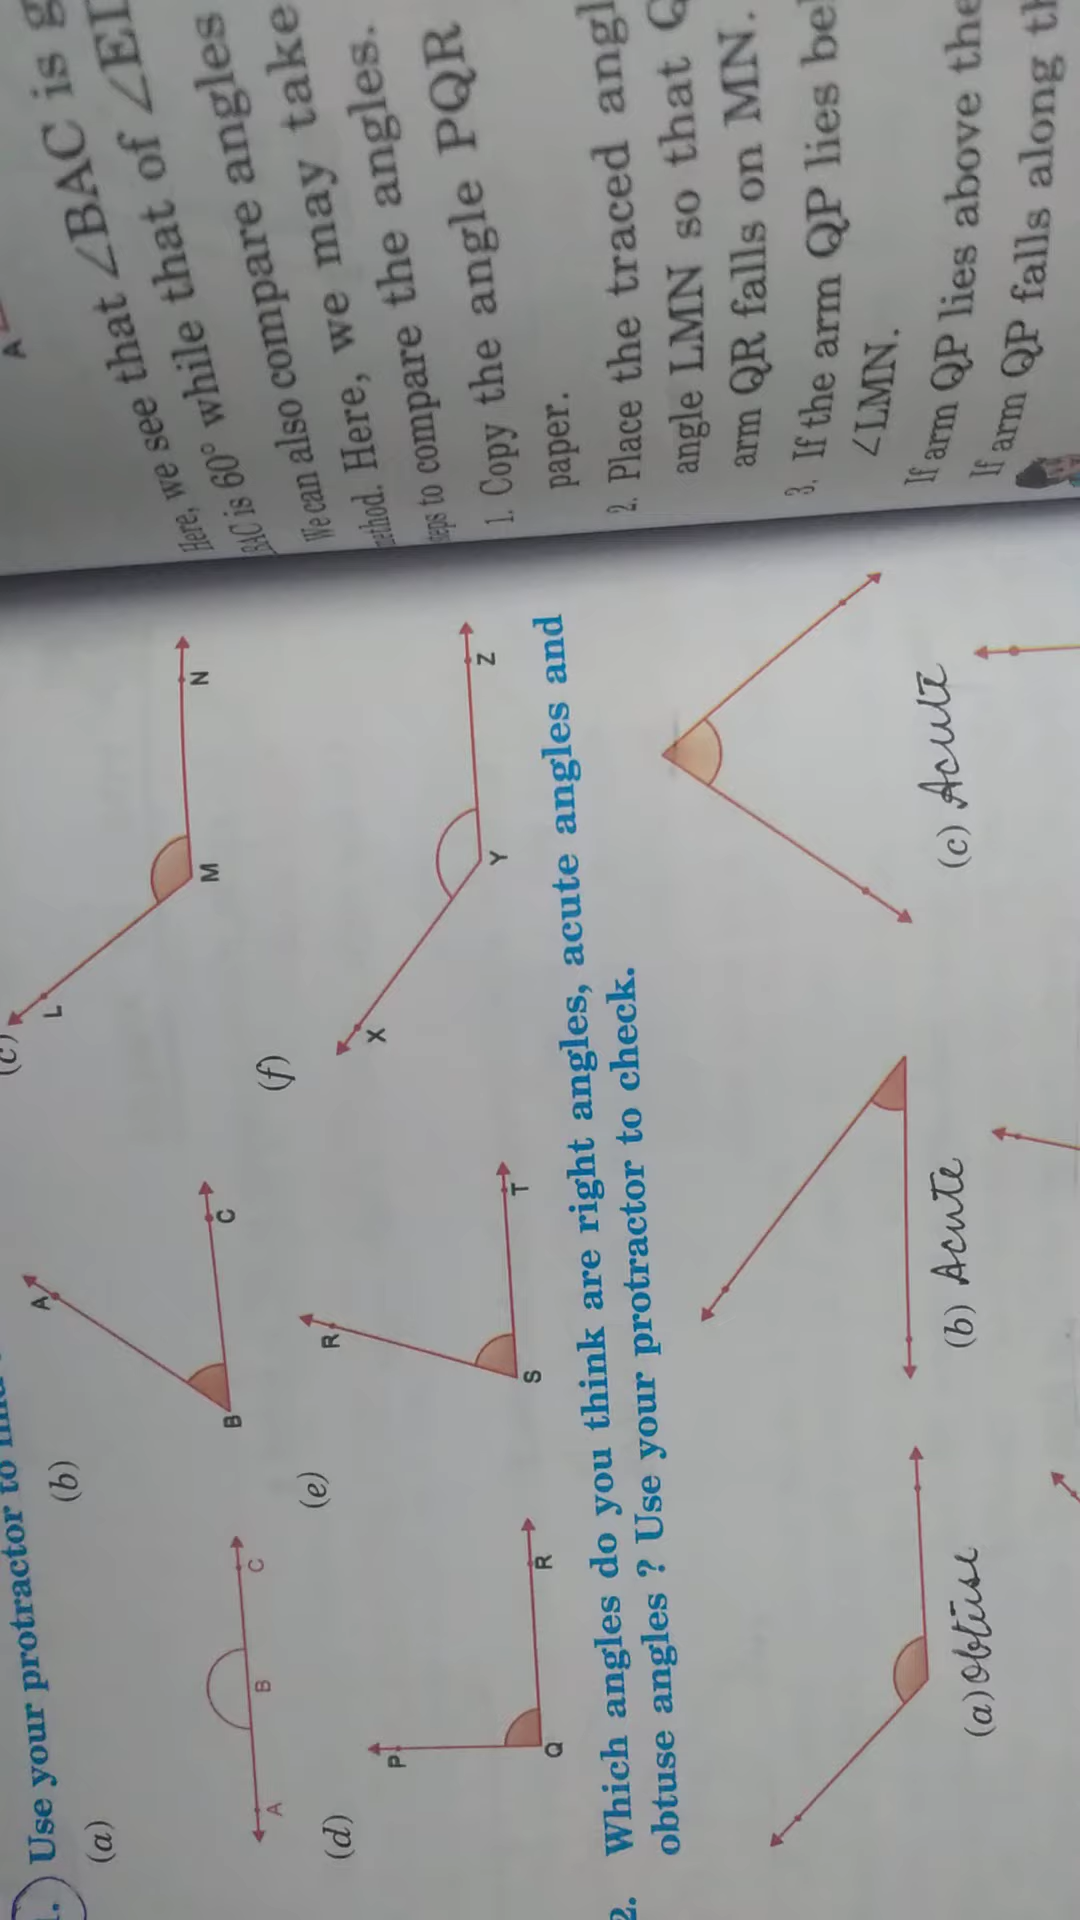 1. Use your protractor to
(a)
(b)
(c)
A
B
C
A
B
C
L
M
N
(d)
(e)
(f)
P
Q
R
R
S
T
X
Y
Z
2. Which angles do you think are right angles, acute angles and
obtuse angles ? Use your protractor to check.
(a) Obtuse
(b) Acute
(c) Acute
A
∠BAC is
Here, we see that of
BAC is 60° while that of ∠
We can also compare angles
method. Here, we may take
Steps to compare the angles.
1. Copy the angle PQR
paper.
2. Place the traced
angle LMN so that
arm QR falls on MN.
3. If the arm QP lies
∠LMN.
If arm QP lies above the
If arm QP falls along